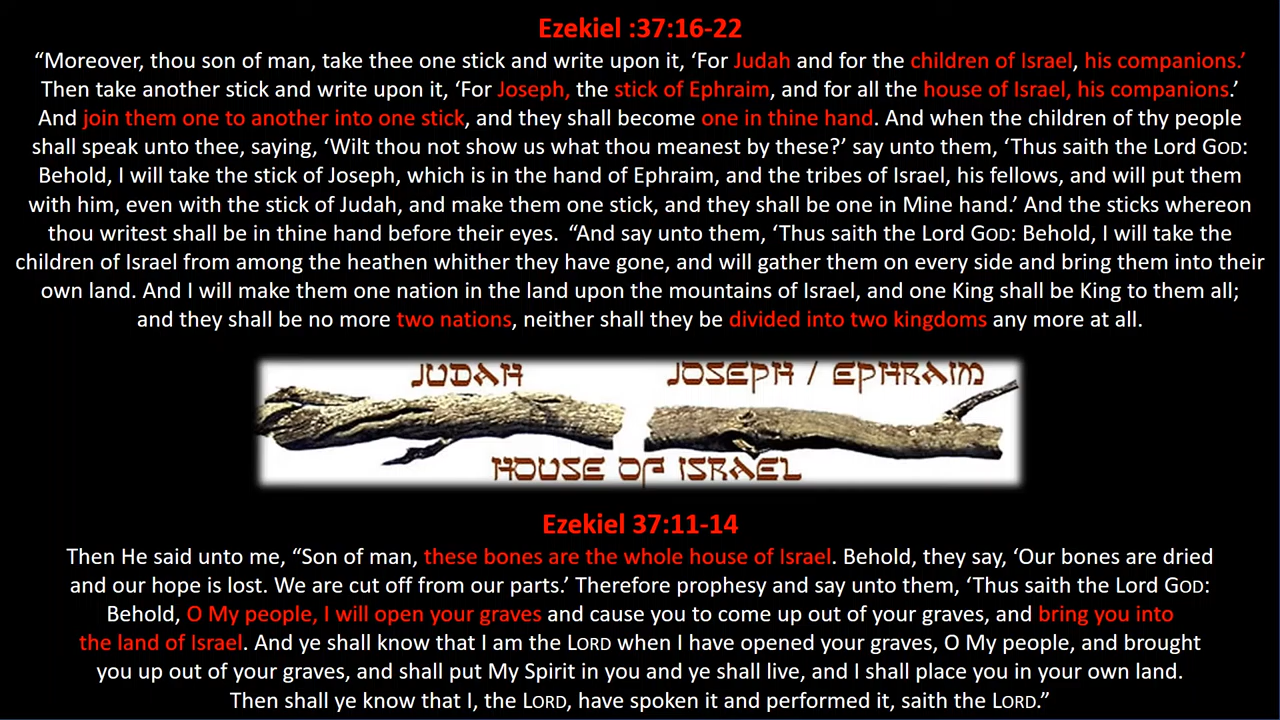 Ezekiel :37:16-22
“Moreover, thou son of man, take thee one stick and write upon it, ‘For Judah and for the children of Israel, his companions.’
Then take another stick and write upon it, ‘For Joseph, the stick of Ephraim, and for all the house of Israel, his companions.’
And join them one to another into one stick, and they shall become one in thine hand. And when the children of thy people
shall speak unto thee, saying, ‘Wilt thou not show us what thou meanest by these?’ say unto them, ‘Thus saith the Lord GOD:
Behold, I will take the stick of Joseph, which is in the hand of Ephraim, and the tribes of Israel, his fellows, and will put them
with him, even with the stick of Judah, and make them one stick, and they shall be one in Mine hand.’ And the sticks whereon
thou writest shall be in thine hand before their eyes. “And say unto them, ‘Thus saith the Lord GOD: Behold, I will take the
children of Israel from among the heathen whither they have gone, and will gather them on every side and bring them into their
own land. And I will make them one nation in the land upon the mountains of Israel, and one King shall be King to them all;
and they shall be no more two nations, neither shall they be divided into two kingdoms any more at all.
JUDAH
JOSEPH / EPHRAIM
HOUSE OF ISRAEL
Ezekiel 37:11-14
Then He said unto me, “Son of man, these bones are the whole house of Israel. Behold, they say, ‘Our bones are dried
and our hope is lost. We are cut off from our parts.’ Therefore prophesy and say unto them, ‘Thus saith the Lord GOD:
Behold, O My people, I will open your graves and cause you to come up out of your graves, and bring you into
the land of Israel. And ye shall know that I am the LORD when I have opened your graves, O My people, and brought
you up out of your graves, and shall put My Spirit in you and ye shall live, and I shall place you in your own land.
Then shall ye know that I, the LORD, have spoken it and performed it, saith the LORD.”